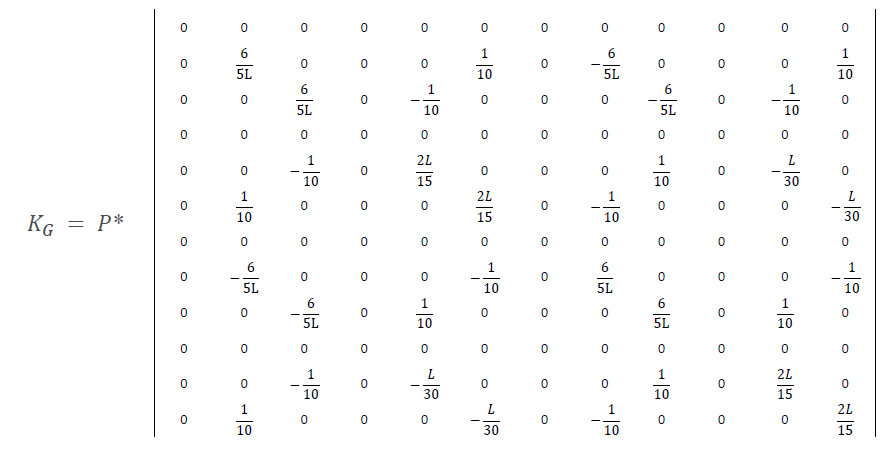 0 0 0 0 0 0 0 0 0 0 0 0
0 6/5L 0 0 0 1/10 0 −6/5L 0 0 0 1/10
0 0 6/5L 0 −1/10 0 0 0 −6/5L 0 −1/10 0
0 0 0 0 0 0 0 0 0 0 0 0
0 0 −1/10 0 2L/15 0 0 0 1/10 0 −L/30 0
K_G = P* 0 1/10 0 0 0 2L/15 0 −1/10 0 0 0 −L/30
0 0 0 0 0 0 0 0 0 0 0 0
0 −6/5L 0 0 0 −1/10 0 6/5L 0 0 0 −1/10
0 0 −6/5L 0 1/10 0 0 0 6/5L 0 1/10 0
0 0 0 0 0 0 0 0 0 0 0 0
0 0 −1/10 0 −L/30 0 0 0 1/10 0 2L/15 0
0 1/10 0 0 0 −L/30 0 −1/10 0 0 0 2L/15